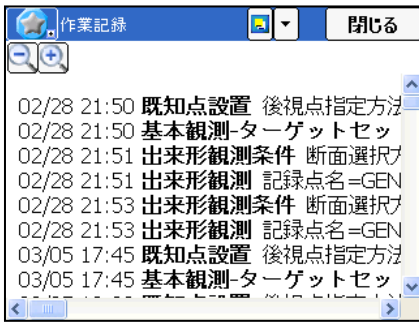 作業記録
閉じる
02/28 21:50 既知点設置 後視点指定方法
02/28 21:50 基本観測-ターゲットセッ
02/28 21:51 出来形観測条件 断面選択方
02/28 21:51 出来形観測 記録点名=GEN
02/28 21:53 出来形観測条件 断面選択方
02/28 21:53 出来形観測 記録点名=GEN
03/05 17:45 既知点設置 後視点指定方法
03/05 17:45 基本観測-ターゲットセッ